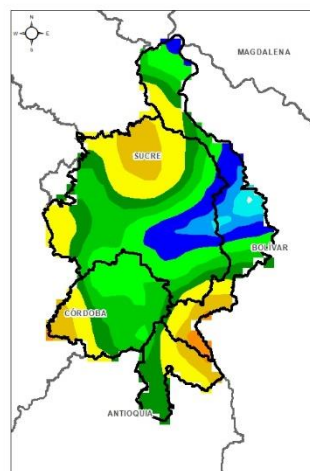 N
W E
S
MAGDALENA
SUCRE
BOLIVAR
CÓRDOBA
ANTIOQUIA